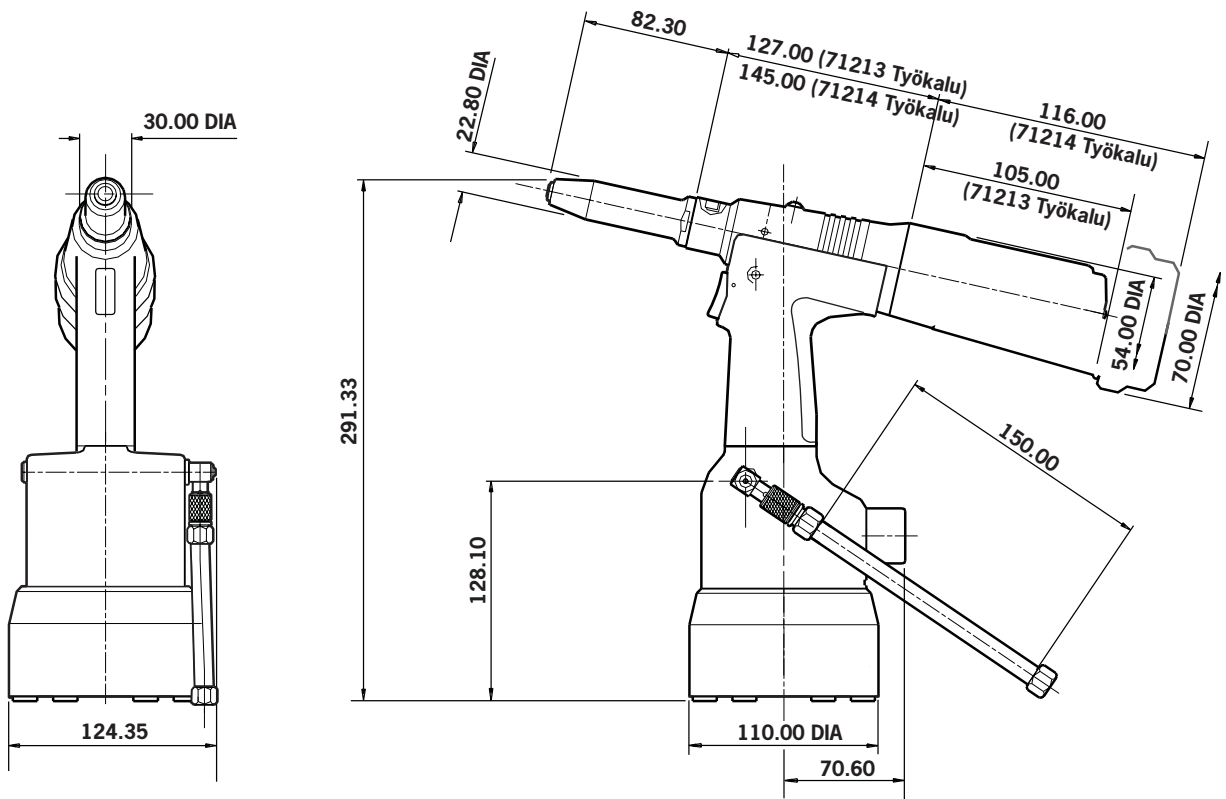 30.00 DIA
124.35
82.30
127.00 (71213 Työkalu)
145.00 (71214 Työkalu)
116.00
(71214 Työkalu)
105.00
(71213 Työkalu)
22.80 DIA
54.00 DIA
70.00 DIA
291.33
150.00
128.10
110.00 DIA
70.60